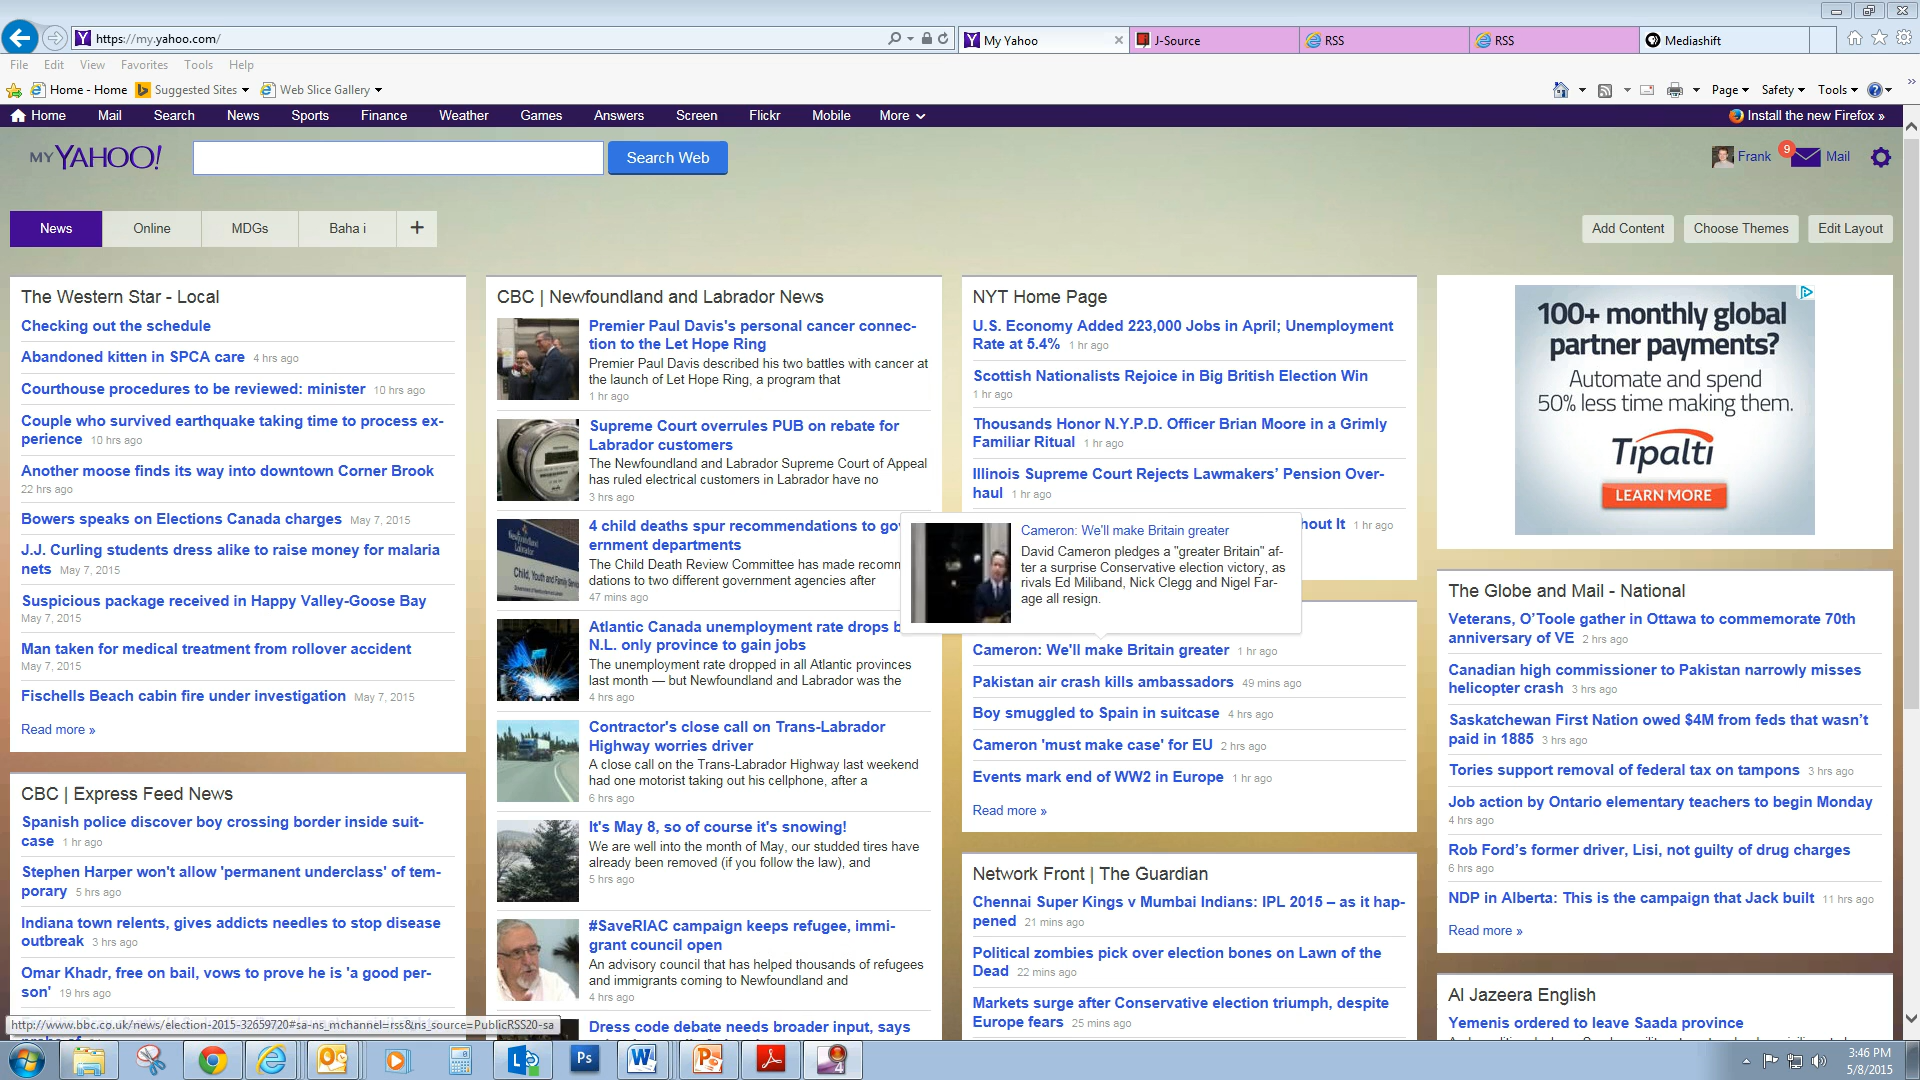 https://my.yahoo.com/
My Yahoo
J-Source
RSS
RSS
Mediashift
File Edit View Favorites Tools Help
Home - Home Suggested Sites Web Slice Gallery
Page Safety Tools
Home Mail Search News Sports Finance Weather Games Answers Screen Flickr Mobile More
Install the new Firefox »
MY YAHOO!
Search Web
Frank 9 Mail
News Online MDGs Baha i +
Add Content Choose Themes Edit Layout
The Western Star - Local
Checking out the schedule
Abandoned kitten in SPCA care 4 hrs ago
Courthouse procedures to be reviewed: minister 10 hrs ago
Couple who survived earthquake taking time to process ex-
perience 10 hrs ago
Another moose finds its way into downtown Corner Brook
22 hrs ago
Bowers speaks on Elections Canada charges May 7, 2015
J.J. Curling students dress alike to raise money for malaria
nets May 7, 2015
Suspicious package received in Happy Valley-Goose Bay
May 7, 2015
Man taken for medical treatment from rollover accident
May 7, 2015
Fischells Beach cabin fire under investigation May 7, 2015
Read more »
CBC | Express Feed News
Spanish police discover boy crossing border inside suit-
case 1 hr ago
Stephen Harper won't allow 'permanent underclass' of tem-
porary 5 hrs ago
Indiana town relents, gives addicts needles to stop disease
outbreak 3 hrs ago
Omar Khadr, free on bail, vows to prove he is 'a good per-
son' 19 hrs ago
http://www.bbc.co.uk/news/election-2015-32659720#sa-ns_mchannel=rss&ns_source=PublicRSS20-sa
CBC | Newfoundland and Labrador News
Premier Paul Davis's personal cancer connec-
tion to the Let Hope Ring
Premier Paul Davis described his two battles with cancer at
the launch of Let Hope Ring, a program that
1 hr ago
Supreme Court overrules PUB on rebate for
Labrador customers
The Newfoundland and Labrador Supreme Court of Appeal
has ruled electrical customers in Labrador have no
3 hrs ago
Child, Youth and Family Servi
4 child deaths spur recommendations to go
ernment departments
The Child Death Review Committee has made recomm
dations to two different government agencies after
47 mins ago
Atlantic Canada unemployment rate drops b
N.L. only province to gain jobs
The unemployment rate dropped in all Atlantic provinces
last month — but Newfoundland and Labrador was the
4 hrs ago
Contractor's close call on Trans-Labrador
Highway worries driver
A close call on the Trans-Labrador Highway last weekend
had one motorist taking out his cellphone, after a
6 hrs ago
It's May 8, so of course it's snowing!
We are well into the month of May, our studded tires have
already been removed (if you follow the law), and
5 hrs ago
#SaveRIAC campaign keeps refugee, immi-
grant council open
An advisory council that has helped thousands of refugees
and immigrants coming to Newfoundland and
4 hrs ago
Dress code debate needs broader input, says
NYT Home Page
U.S. Economy Added 223,000 Jobs in April; Unemployment
Rate at 5.4% 1 hr ago
Scottish Nationalists Rejoice in Big British Election Win
1 hr ago
Thousands Honor N.Y.P.D. Officer Brian Moore in a Grimly
Familiar Ritual 1 hr ago
Illinois Supreme Court Rejects Lawmakers' Pension Over-
haul 1 hr ago
hout It 1 hr ago
Cameron: We'll make Britain greater
David Cameron pledges a "greater Britain" af-
ter a surprise Conservative election victory, as
rivals Ed Miliband, Nick Clegg and Nigel Far-
age all resign.
Cameron: We'll make Britain greater 1 hr ago
Pakistan air crash kills ambassadors 49 mins ago
Boy smuggled to Spain in suitcase 4 hrs ago
Cameron 'must make case' for EU 2 hrs ago
Events mark end of WW2 in Europe 1 hr ago
Read more »
Network Front | The Guardian
Chennai Super Kings v Mumbai Indians: IPL 2015 – as it hap-
pened 21 mins ago
Political zombies pick over election bones on Lawn of the
Dead 22 mins ago
Markets surge after Conservative election triumph, despite
Europe fears 25 mins ago
100+ monthly global
partner payments?
Automate and spend
50% less time making them.
Tipalti
LEARN MORE
The Globe and Mail - National
Veterans, O'Toole gather in Ottawa to commemorate 70th
anniversary of VE 2 hrs ago
Canadian high commissioner to Pakistan narrowly misses
helicopter crash 3 hrs ago
Saskatchewan First Nation owed $4M from feds that wasn't
paid in 1885 3 hrs ago
Tories support removal of federal tax on tampons 3 hrs ago
Job action by Ontario elementary teachers to begin Monday
4 hrs ago
Rob Ford's former driver, Lisi, not guilty of drug charges
6 hrs ago
NDP in Alberta: This is the campaign that Jack built 11 hrs ago
Read more »
Al Jazeera English
Yemenis ordered to leave Saada province
3:46 PM
5/8/2015